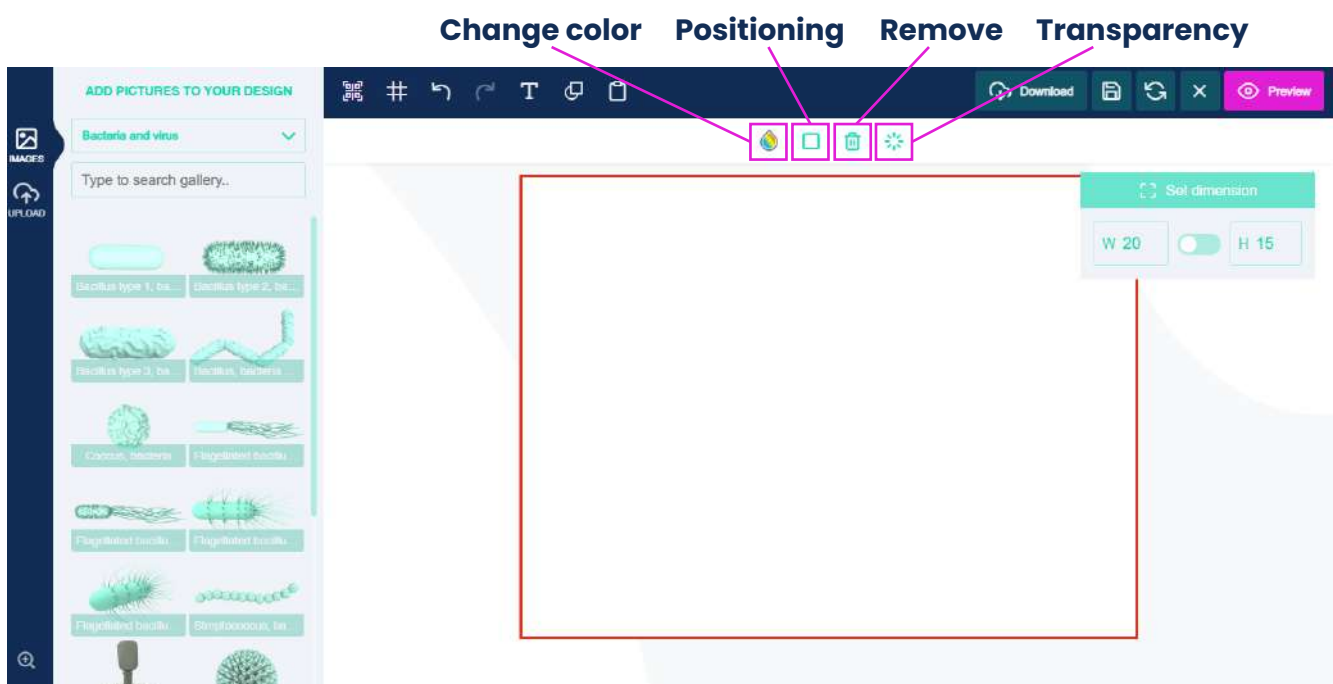 Change color Positioning Remove Transparency
ADD PICTURES TO YOUR DESIGN
T
Download
Preview
IMAGES
Bacteria and virus
Type to search gallery..
UPLOAD
Set dimension
W 20
H 15
Bacillus type 1, ba... Bacillus type 2, ba...
Bacillus type 3, ba... Bacillus, bacteria
Coccus, bacteria Flagellated bacillu...
Flagellated bacillu... Flagellated bacillu...
Flagellated bacillu... Streptococcus, ba...